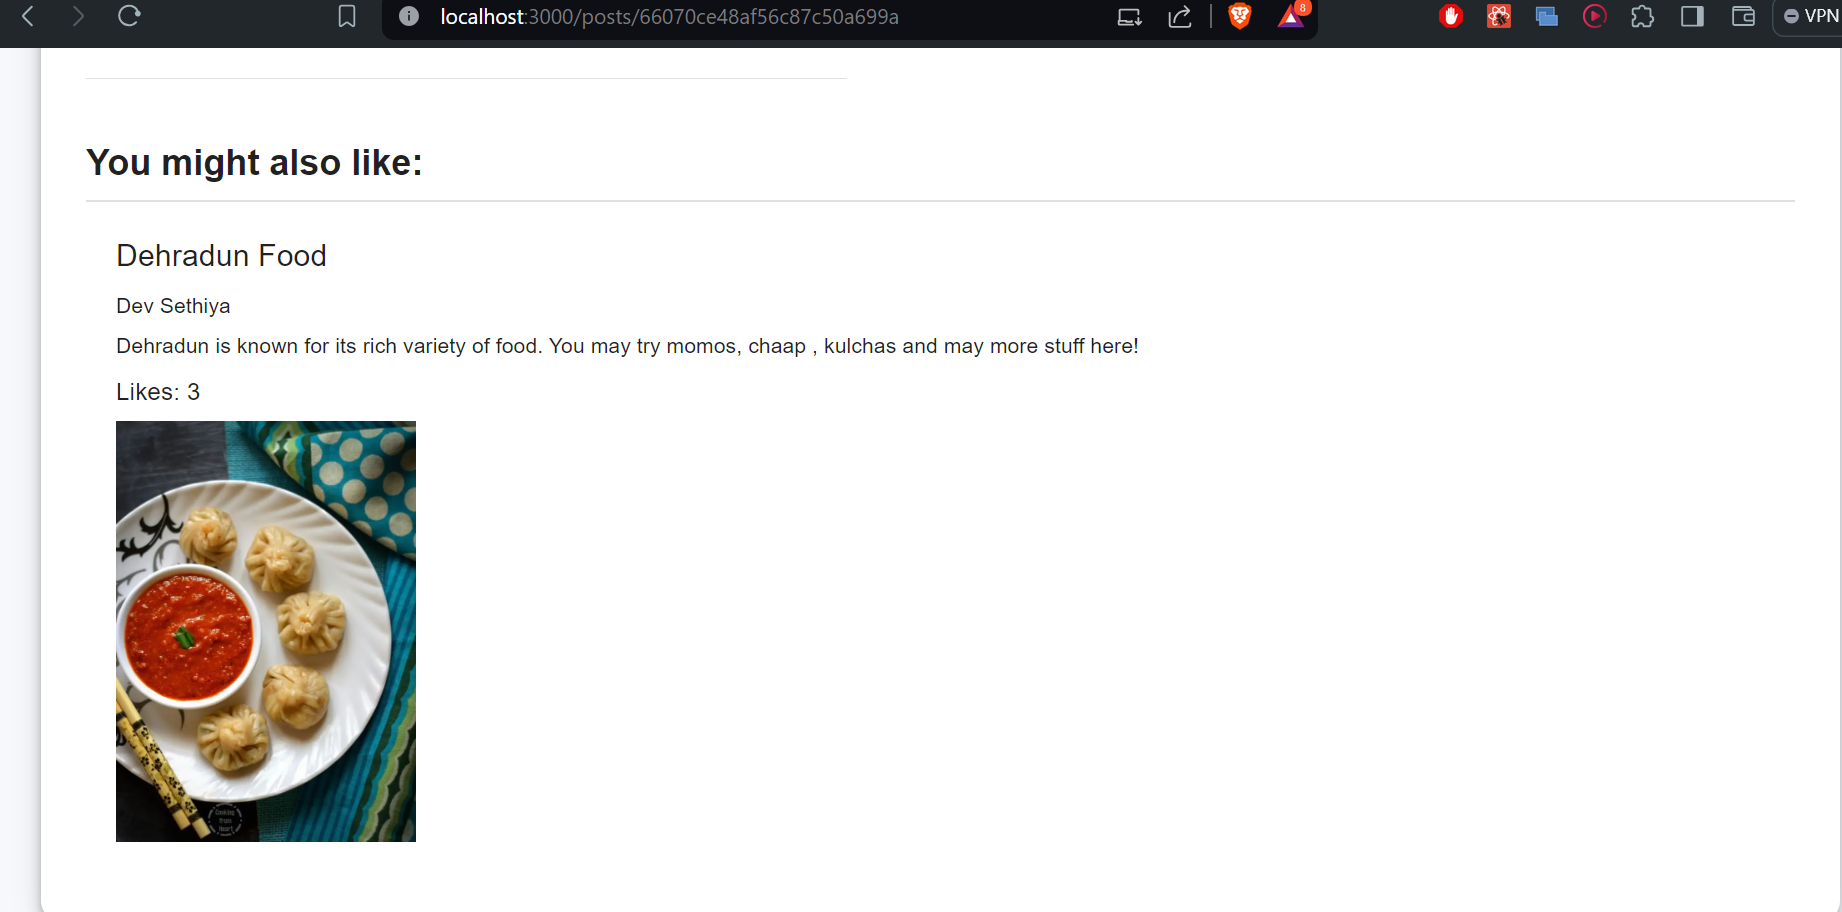 localhost:3000/posts/66070ce48af56c87c50a699a
8
VPN
You might also like:
Dehradun Food
Dev Sethiya
Dehradun is known for its rich variety of food. You may try momos, chaap , kulchas and may more stuff here!
Likes: 3
Cooking
From
Heart